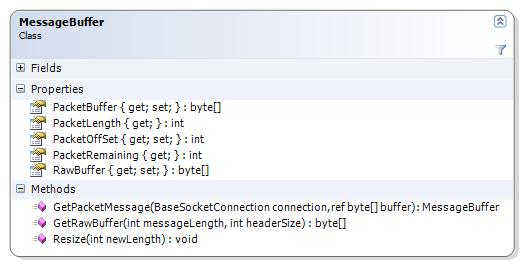 MessageBuffer
Class
Fields
Properties
PacketBuffer { get; set; } : byte[]
PacketLength { get; } : int
PacketOffSet { get; set; } : int
PacketRemaining { get; } : int
RawBuffer { get; set; } : byte[]
Methods
GetPacketMessage(BaseSocketConnection connection,ref byte[] buffer): MessageBuffer
GetRawBuffer(int messageLength, int headerSize) : byte[]
Resize(int newLength) : void